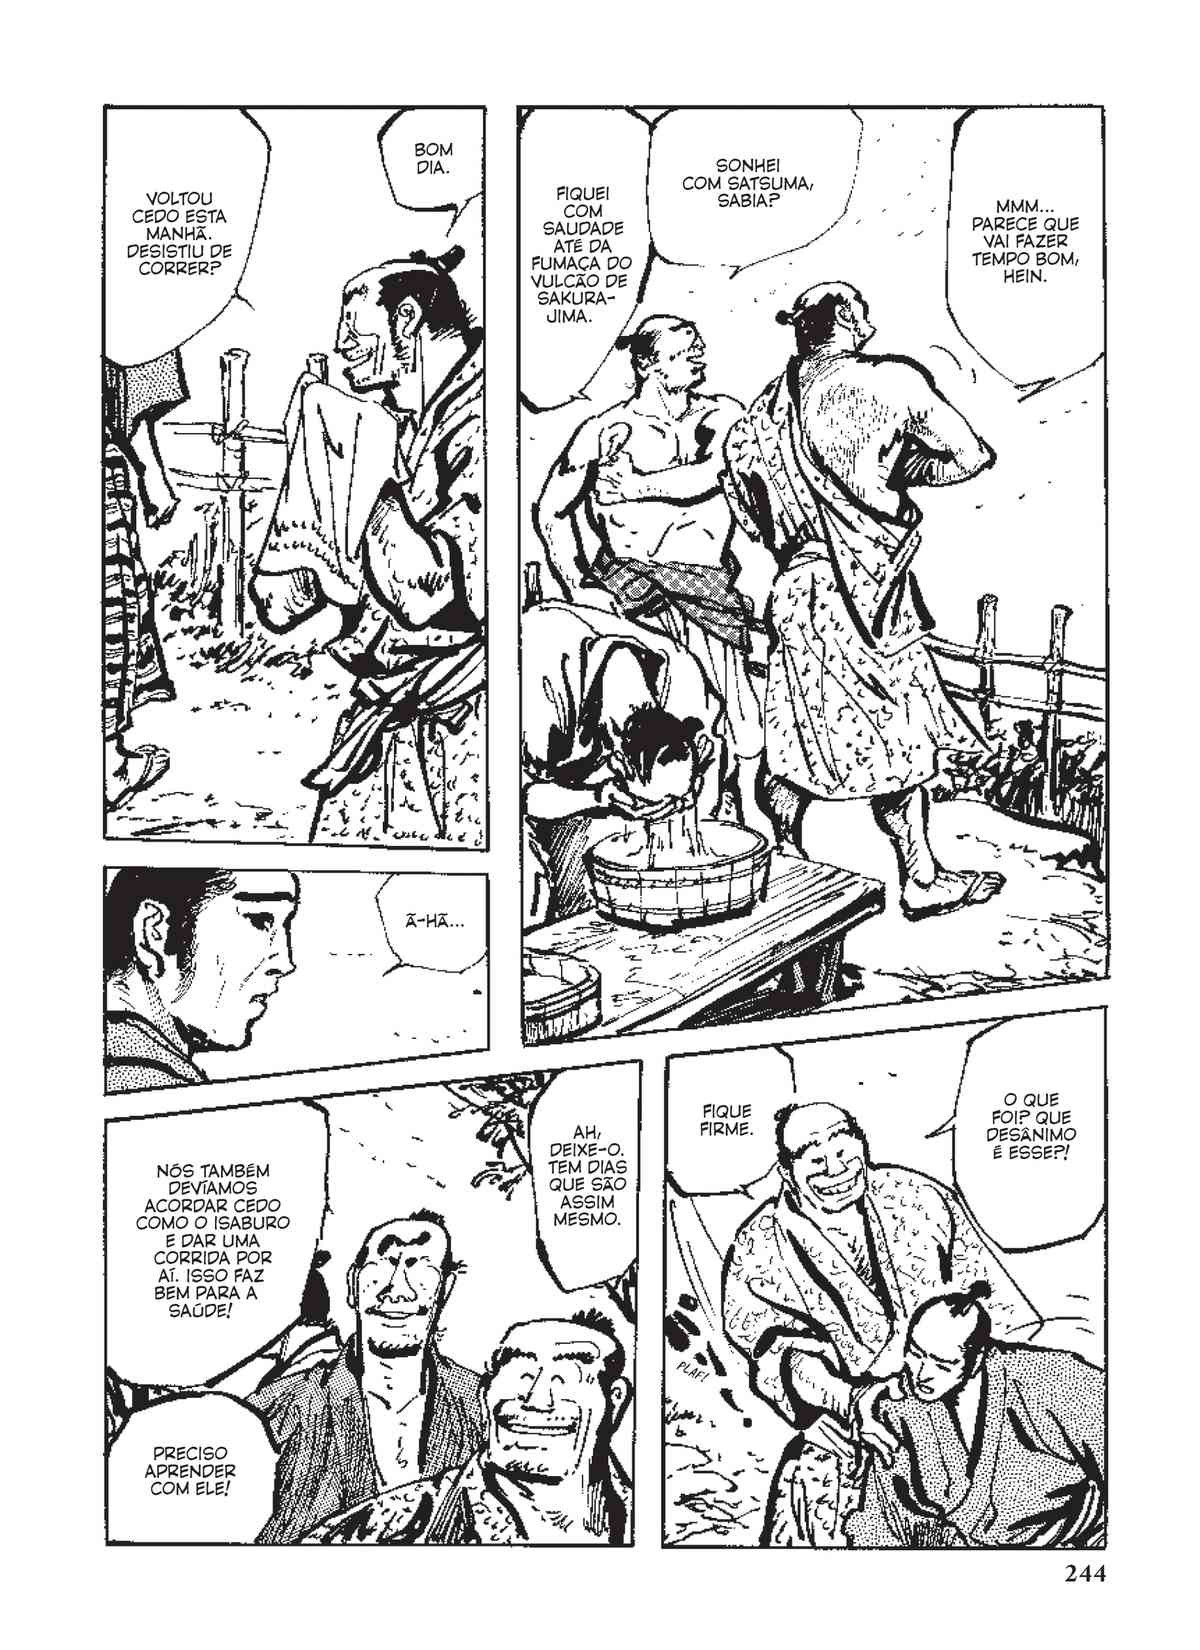 MMM...
PARECE QUE
VAI FAZER
TEMPO BOM,
HEIN.
SONHEI
COM SATSUMA,
SABIA?
FIQUEI
COM
SAUDADE
ATÉ DA
FUMAÇA DO
VULCÃO DE
SAKURA-
JIMA.
BOM
DIA.
VOLTOU
CEDO ESTA
MANHÃ.
DESISTIU DE
CORRER?
Ã-HÃ...
O QUE
FOI? QUE
DESÂNIMO
É ESSE?!
FIQUE
FIRME.
PLAF!
AH,
DEIXE-O.
TEM DIAS
QUE SÃO
ASSIM
MESMO.
NÓS TAMBÉM
DEVÍAMOS
ACORDAR CEDO
COMO O ISABURO
E DAR UMA
CORRIDA POR
AÍ. ISSO FAZ
BEM PARA A
SAÚDE!
PRECISO
APRENDER
COM ELE!
244